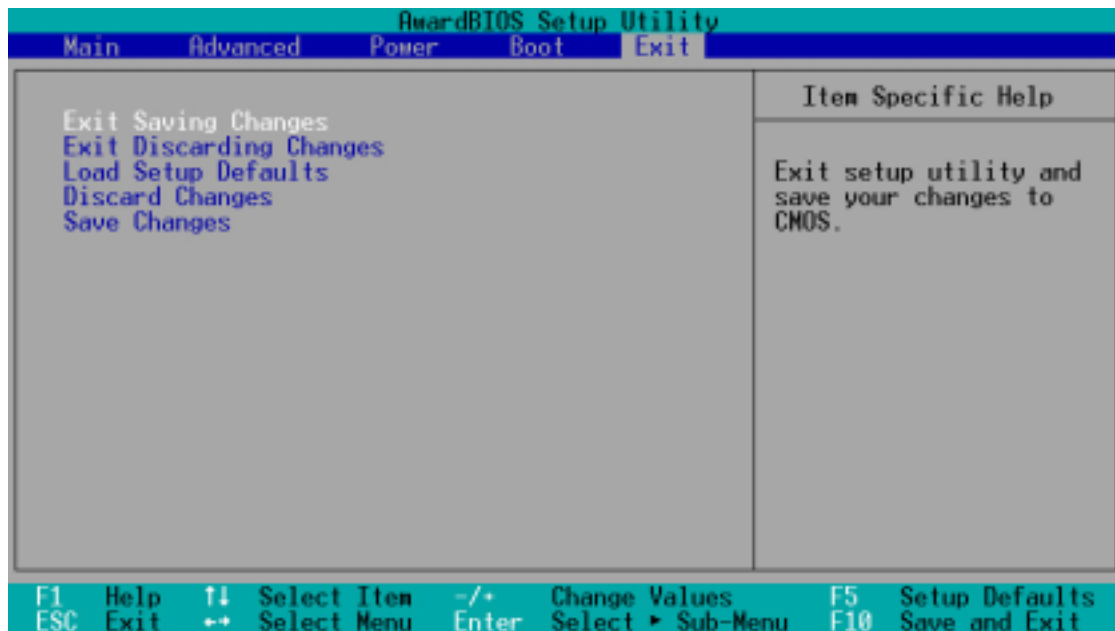 AwardBIOS Setup Utility
Main Advanced Power Boot Exit
Exit Saving Changes
Exit Discarding Changes
Load Setup Defaults
Discard Changes
Save Changes
Item Specific Help
Exit setup utility and
save your changes to
CMOS.
F1 Help ↑↓ Select Item -/+ Change Values F5 Setup Defaults
ESC Exit ←→ Select Menu Enter Select ► Sub-Menu F10 Save and Exit